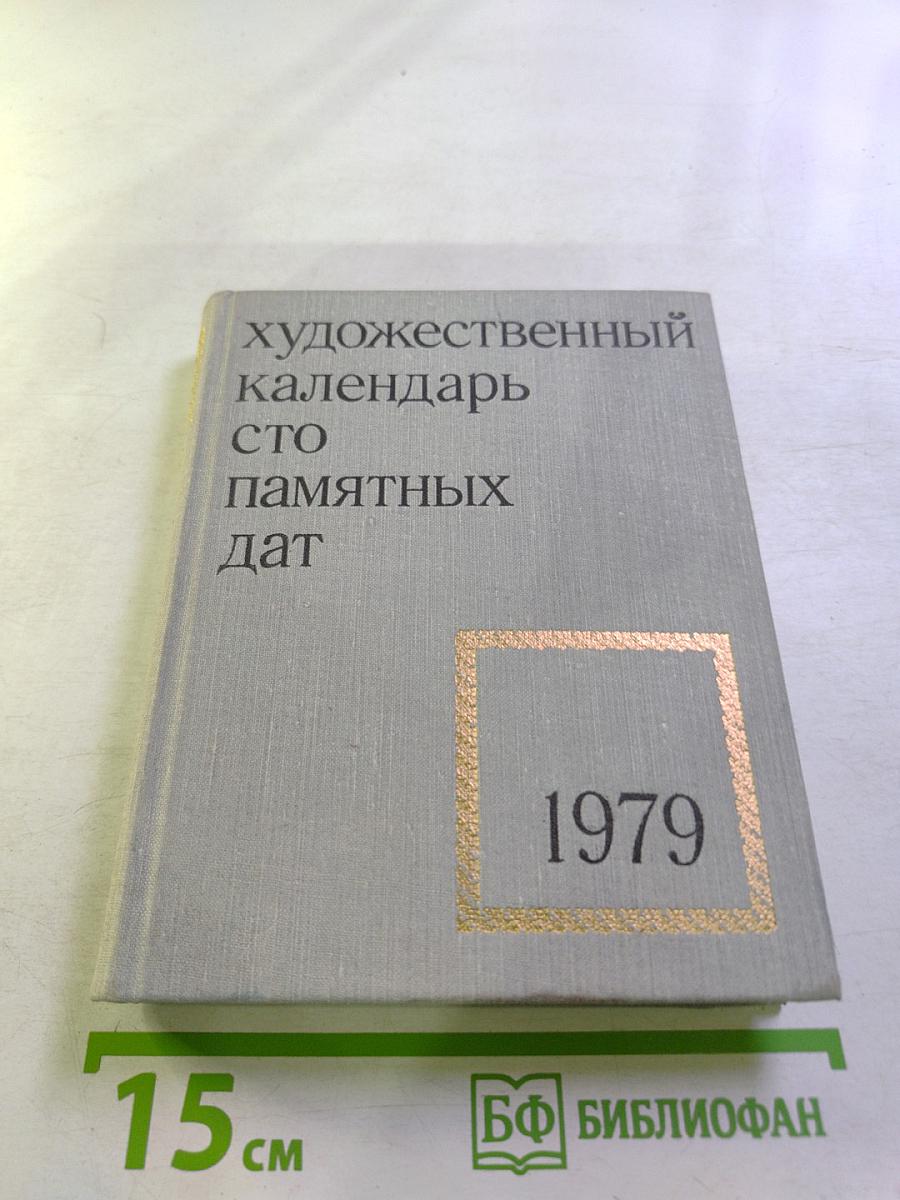 художественный
календарь
сто
памятных
дат
1979
15 см
БФ БИБЛИОФАН